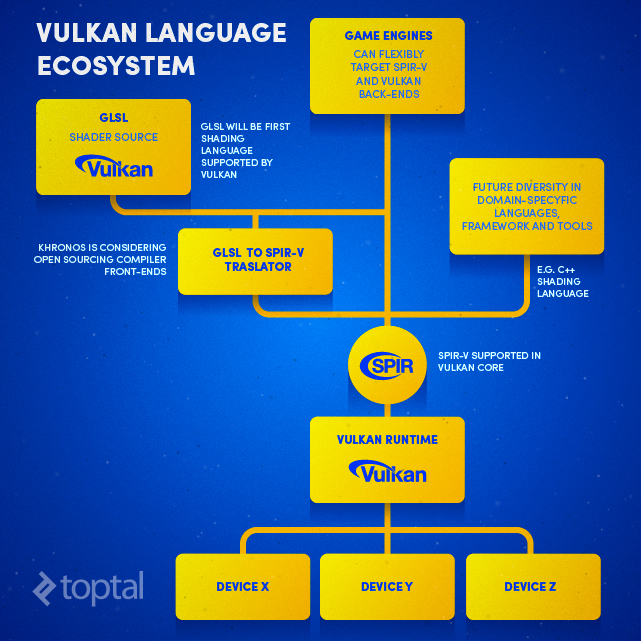 VULKAN LANGUAGE
ECOSYSTEM
GAME ENGINES
CAN FLEXIBLY
TARGET SPIR-V
AND VULKAN
BACK-ENDS
GLSL
SHADER SOURCE
Vulkan
GLSL WILL BE FIRST
SHADING
LANGUAGE
SUPPORTED BY
VULKAN
FUTURE DIVERSITY IN
DOMAIN-SPECYFIC
LANGUAGES,
FRAMEWORK AND TOOLS
KHRONOS IS CONSIDERING
OPEN SOURCING COMPILER
FRONT-ENDS
GLSL TO SPIR-V
TRASLATOR
E.G. C++
SHADING
LANGUAGE
SPIR
SPIR-V SUPPORTED IN
VULKAN CORE
VULKAN RUNTIME
Vulkan
DEVICE X
DEVICE Y
DEVICE Z
toptal